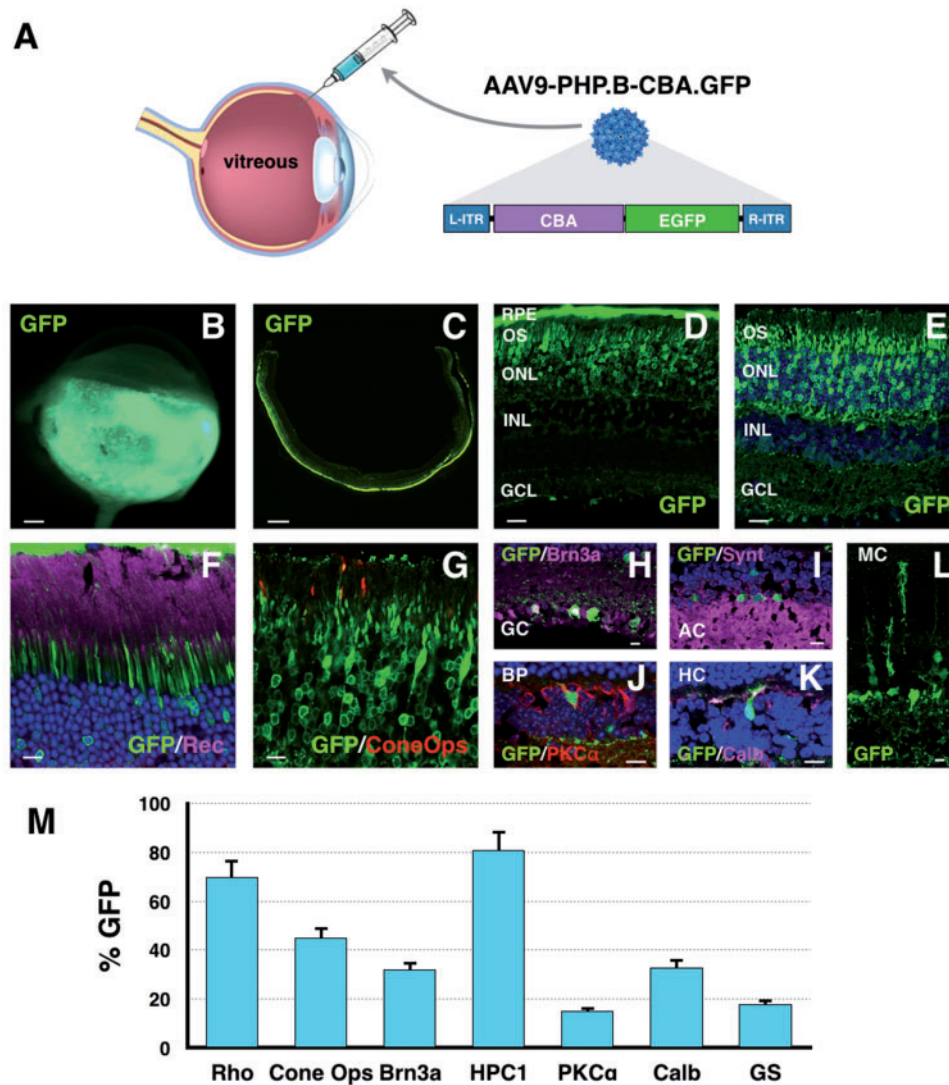 A
AAV9-PHP.B-CBA.GFP
vitreous
L-ITR CBA EGFP R-ITR
GFP B
GFP C
RPE D
OS
ONL
INL
GCL
GFP
E
OS
ONL
INL
GCL
GFP
F
GFP/Rec
G
GFP/ConeOps
GFP/Brn3a
H
GC
GFP/Synt
I
AC
BP
J
GFP/PKCα
HC
K
GFP/Calb
MC L
GFP
M
% GFP
100
80
60
40
20
0
Rho Cone Ops Brn3a HPC1 PKCα Calb GS